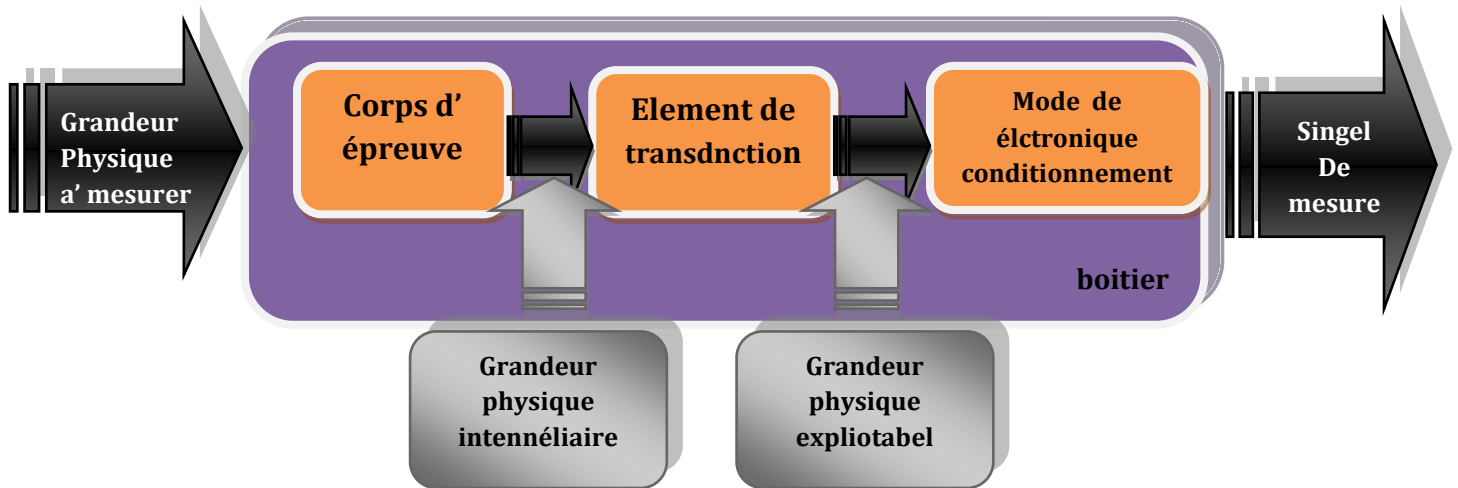 Grandeur
Physique
a' mesurer
Corps d'
épreuve
Element de
transdnction
Mode de
élctronique
conditionnement
Singel
De
mesure
boitier
Grandeur
physique
intennéliaire
Grandeur
physique
expliotabel